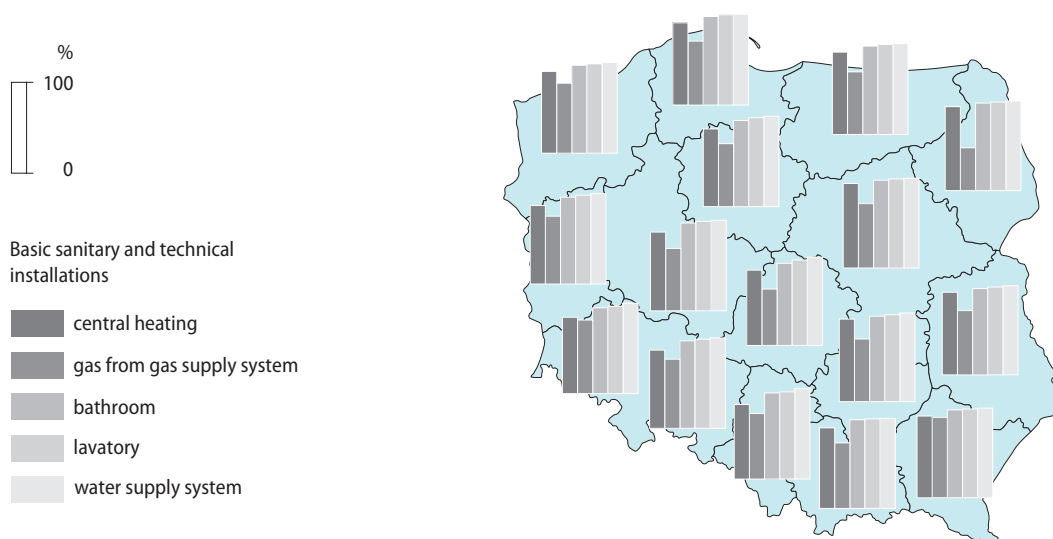 %
100
0
Basic sanitary and technical
installations
central heating
gas from gas supply system
bathroom
lavatory
water supply system